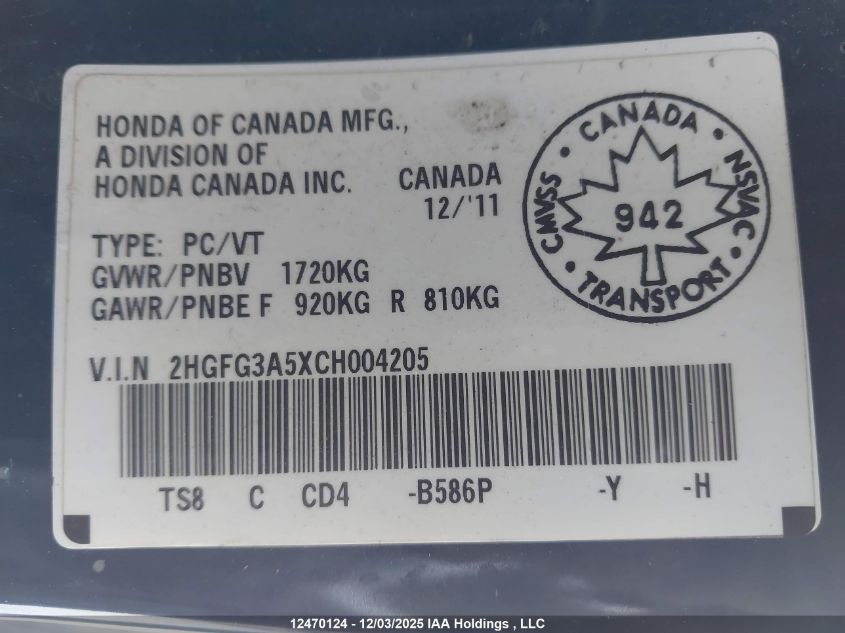 HONDA OF CANADA MFG.,
A DIVISION OF
HONDA CANADA INC. CANADA
12/'11
TYPE: PC/VT
GVWR/PNBV 1720KG
GAWR/PNBE F 920KG R 810KG
V.I.N 2HGFG3A5XCH004205
TS8 C CD4 -B586P -Y -H
CANADA • NSVAC • TRANSPORT • CMVSS •
942
12470124 - 12/03/2025 IAA Holdings , LLC